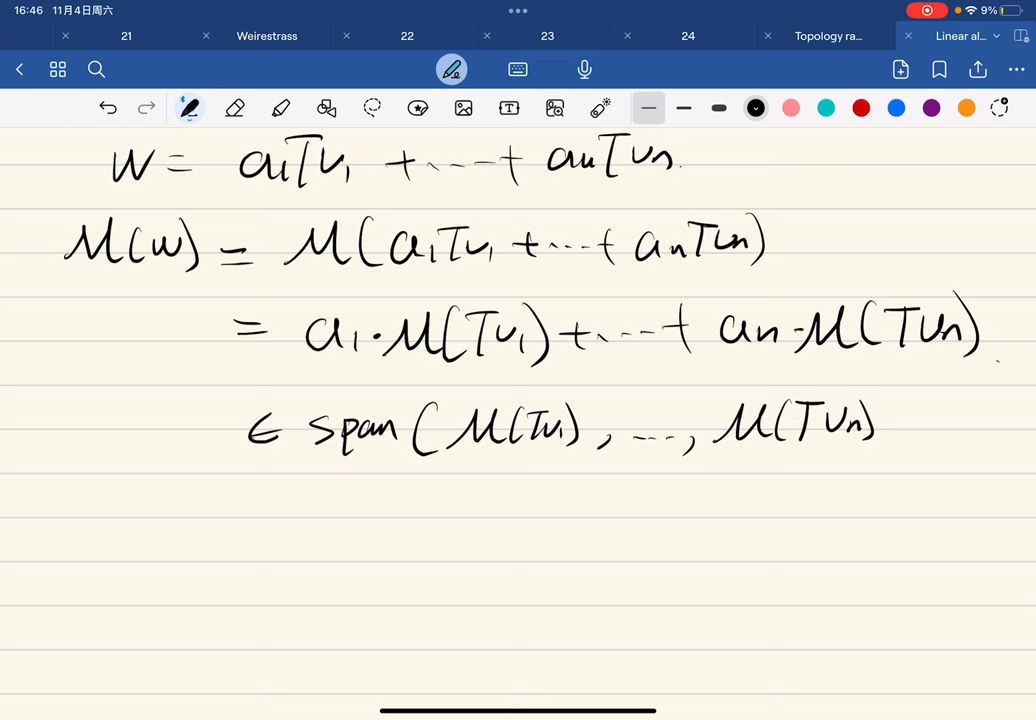 16:46 11月4日周六
9%
21
Weirestrass
22
23
24
Topology ra...
Linear al...
W = a₁Tv₁ +...+ aₙTvₙ.
M(w) = M(a₁Tv₁ +...+ aₙTvₙ)
= a₁·M(Tv₁)+...+ aₙ·M(Tvₙ).
∈ span(M(Tv₁),...,M(Tvₙ)